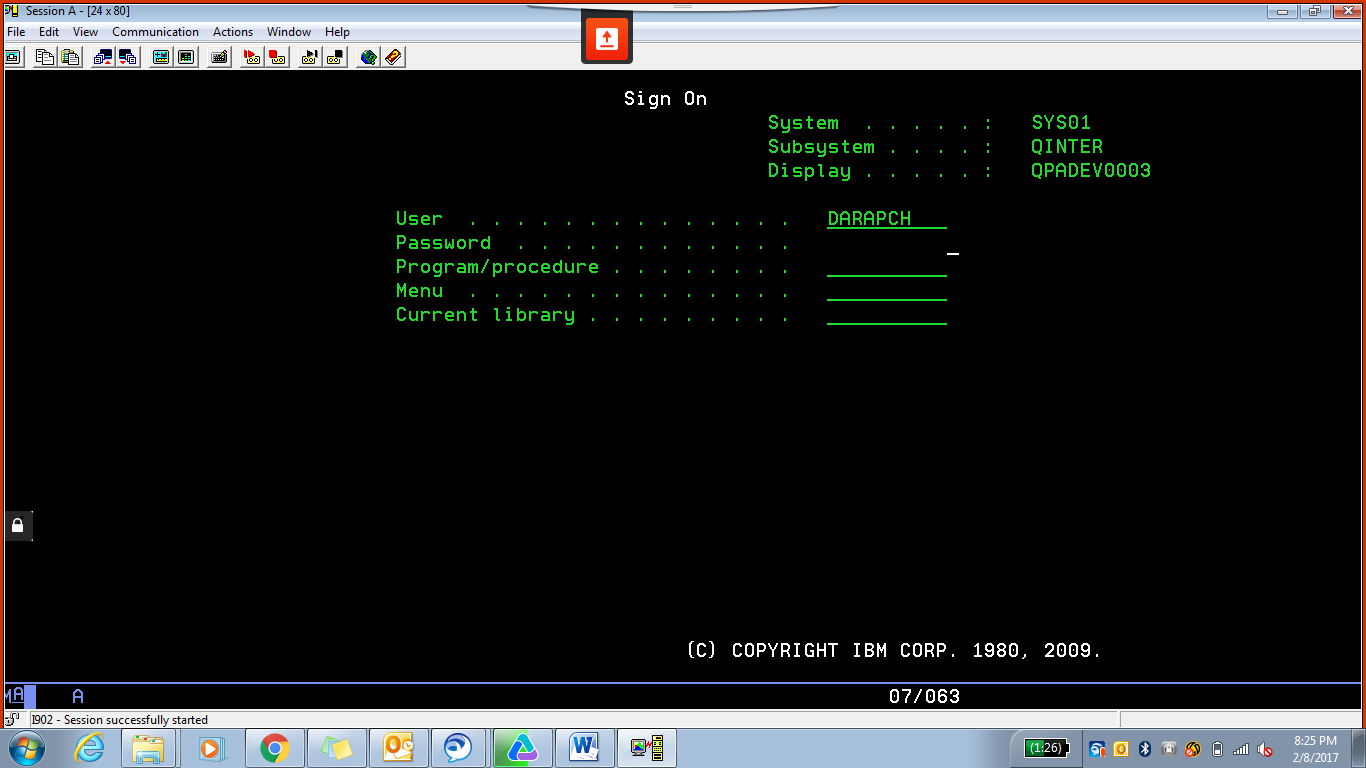 Session A - [24 x 80]
File Edit View Communication Actions Window Help
Sign On
System . . . . . : SYS01
Subsystem . . . . : QINTER
Display . . . . . : QPADEV0003
User . . . . . . . . . . . . . . DARAPCH
Password . . . . . . . . . . . .
Program/procedure . . . . . . . .
Menu . . . . . . . . . . . . . .
Current library . . . . . . . . .
(C) COPYRIGHT IBM CORP. 1980, 2009.
MA A 07/063
I902 - Session successfully started
(1:26) 8:25 PM
2/8/2017